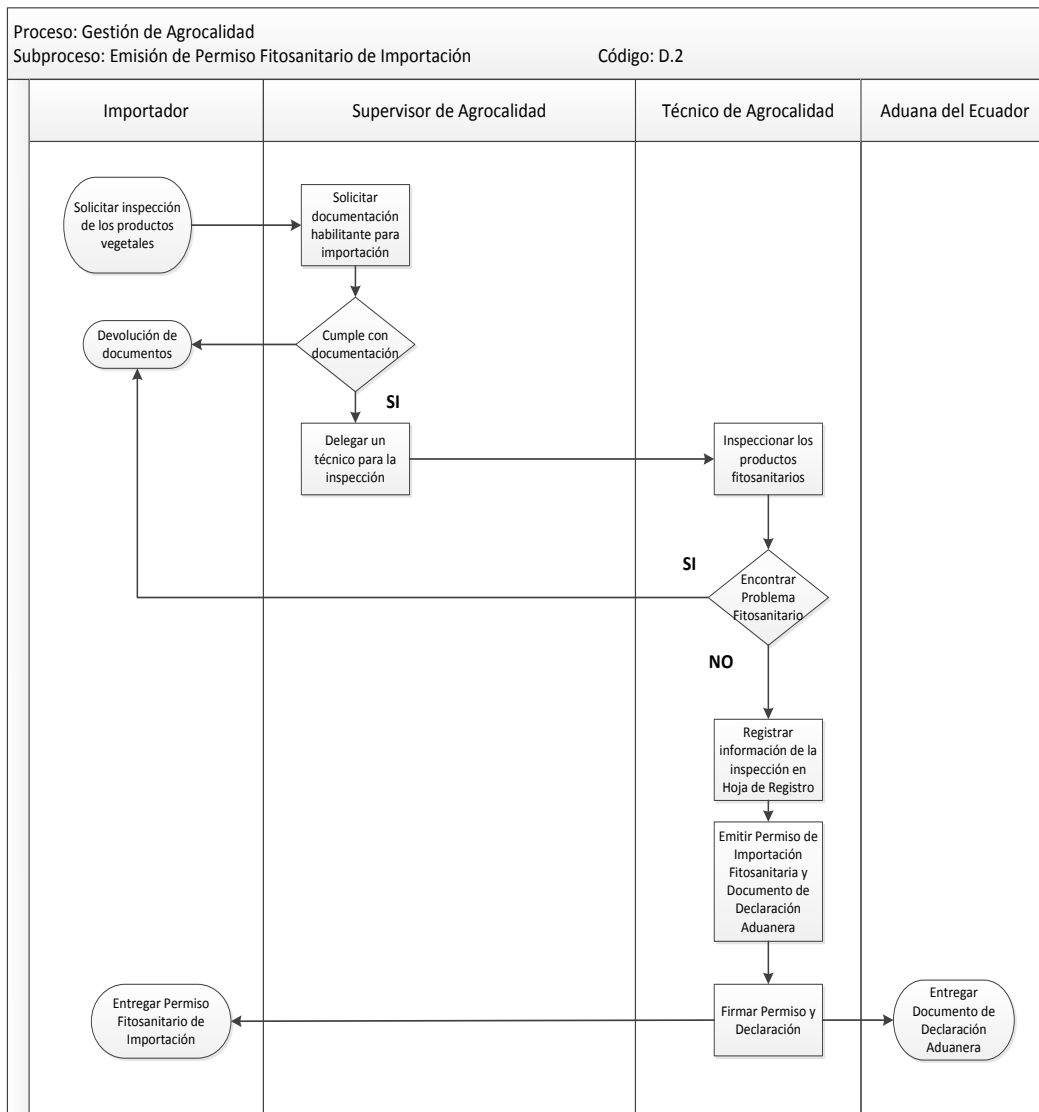 Proceso: Gestión de Agrocalidad
Subproceso: Emisión de Permiso Fitosanitario de Importación Código: D.2
Importador
Supervisor de Agrocalidad
Técnico de Agrocalidad
Aduana del Ecuador
Solicitar inspección
de los productos
vegetales
Solicitar
documentación
habilitante para
importación
Devolución de
documentos
Cumple con
documentación
SI
Delegar un
técnico para la
inspección
Inspeccionar los
productos
fitosanitarios
SI
Encontrar
Problema
Fitosanitario
NO
Registrar
información de la
inspección en
Hoja de Registro
Emitir Permiso de
Importación
Fitosanitaria y
Documento de
Declaración
Aduanera
Entregar Permiso
Fitosanitario de
Importación
Firmar Permiso y
Declaración
Entregar
Documento de
Declaración
Aduanera